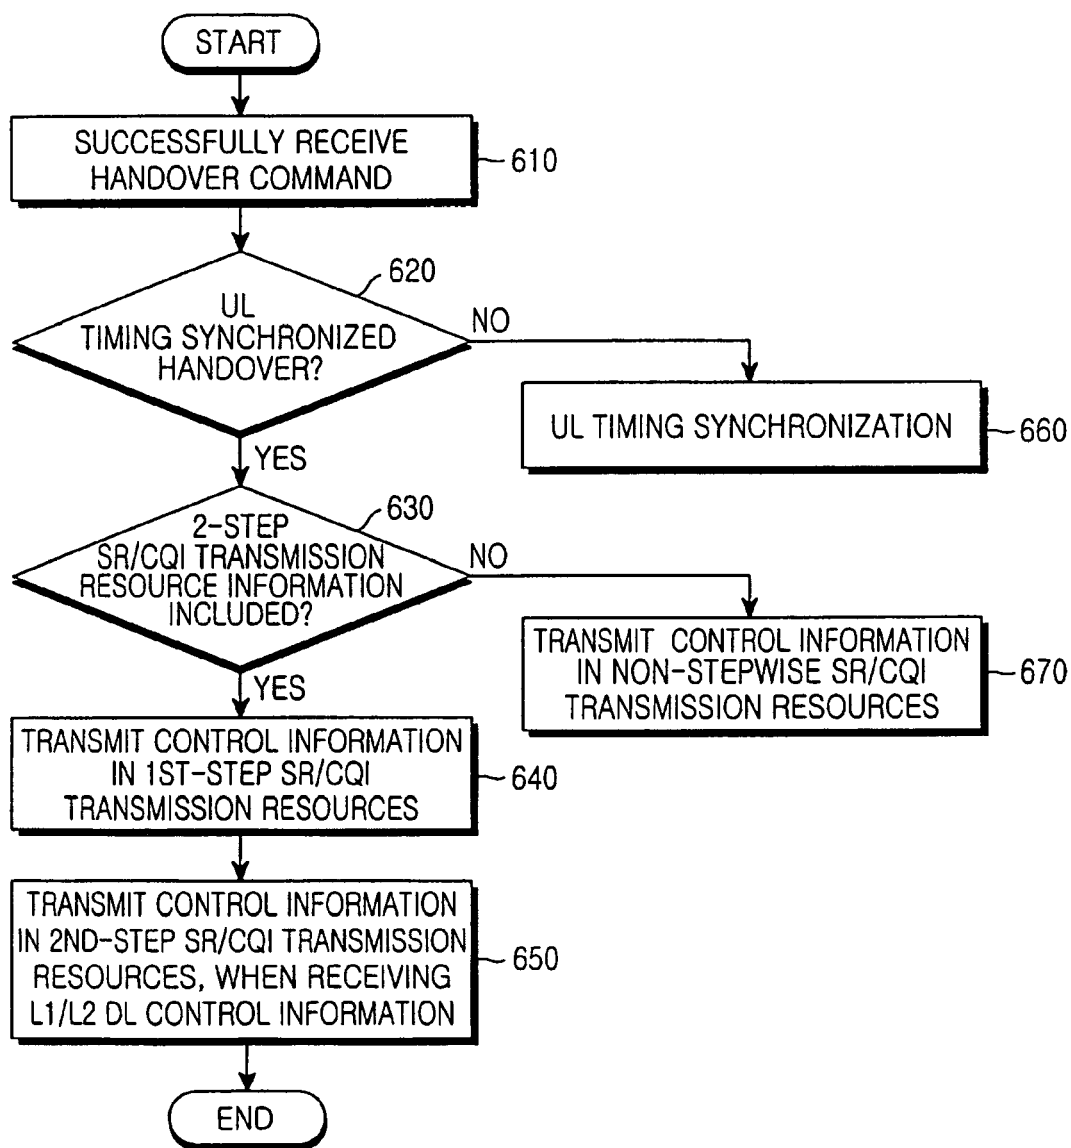 START
SUCCESSFULLY RECEIVE
HANDOVER COMMAND
610
620
UL
TIMING SYNCHRONIZED
HANDOVER?
NO
UL TIMING SYNCHRONIZATION
660
YES
630
2-STEP
SR/CQI TRANSMISSION
RESOURCE INFORMATION
INCLUDED?
NO
TRANSMIT CONTROL INFORMATION
IN NON-STEPWISE SR/CQI
TRANSMISSION RESOURCES
670
YES
TRANSMIT CONTROL INFORMATION
IN 1ST-STEP SR/CQI
TRANSMISSION RESOURCES
640
TRANSMIT CONTROL INFORMATION
IN 2ND-STEP SR/CQI TRANSMISSION
RESOURCES, WHEN RECEIVING
L1/L2 DL CONTROL INFORMATION
650
END